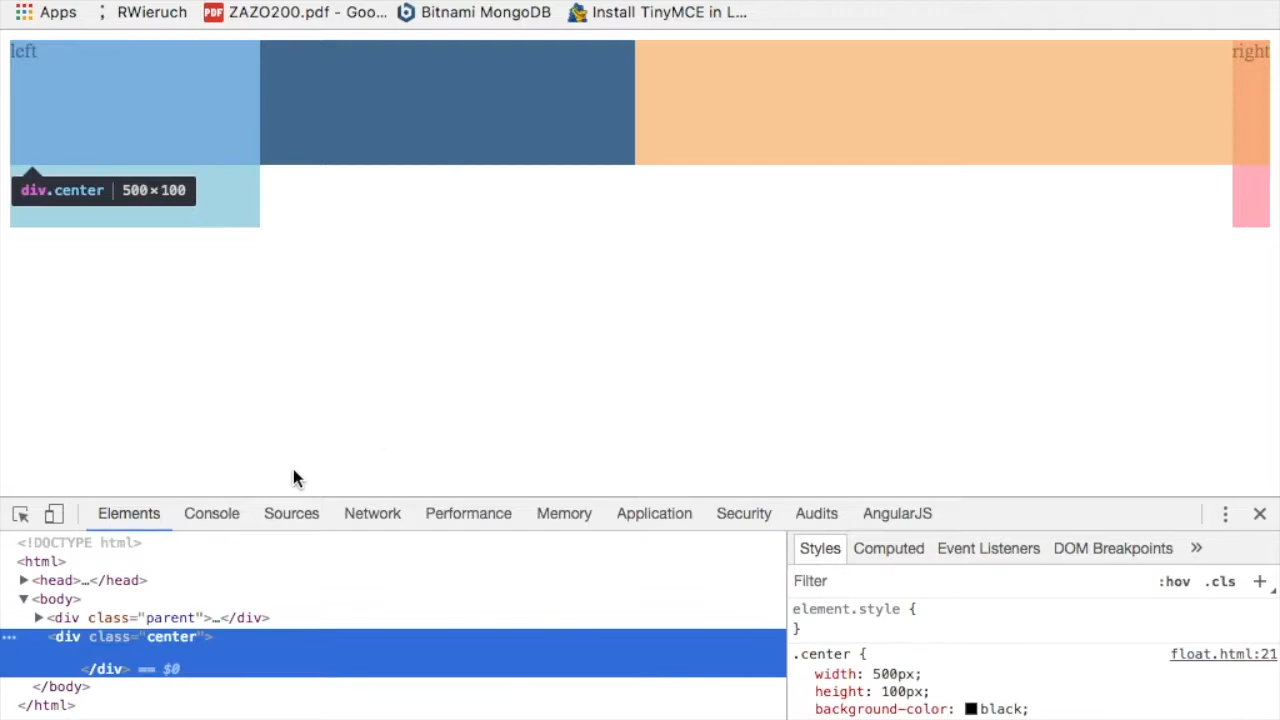 Apps ; RWieruch PDF ZAZO200.pdf - Goo... Bitnami MongoDB Install TinyMCE in L...
left right
div.center 500×100
Elements Console Sources Network Performance Memory Application Security Audits AngularJS
<!DOCTYPE html>
<html>
<head>…</head>
<body>
<div class="parent">…</div>
<div class="center">
</div> == $0
</body>
</html>
Styles Computed Event Listeners DOM Breakpoints »
Filter :hov .cls +
element.style {
}
.center { float.html:21
width: 500px;
height: 100px;
background-color: black;